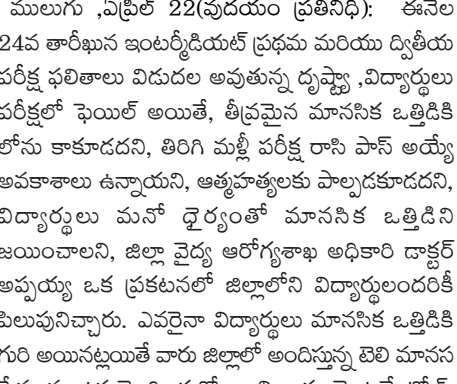 ములుగు ,ఏప్రిల్ 22(వుదయం ప్రతినిధి): ఈనెల
24వ తారీఖున ఇంటర్మీడియట్ ప్రథమ మరియు ద్వితీయ
పరీక్ష ఫలితాలు విడుదల అవుతున్న దృష్ట్యా ,విద్యార్థులు
పరీక్షలో ఫెయిల్ అయితే, తీవ్రమైన మానసిక ఒత్తిడికి
లోను కాకూడదని, తిరిగి మళ్లీ పరీక్ష రాసి పాస్ అయ్యే
అవకాశాలు ఉన్నాయని, ఆత్మహత్యలకు పాల్పడకూడదని,
విద్యార్థులు మనో ధైర్యంతో మానసిక ఒత్తిడిని
జయించాలని, జిల్లా వైద్య ఆరోగ్యశాఖ అధికారి డాక్టర్
అప్పయ్య ఒక ప్రకటనలో జిల్లాలోని విద్యార్థులందరికీ
పిలుపునిచ్చారు. ఎవరైనా విద్యార్థులు మానసిక ఒత్తిడికి
గురి అయినట్లయితే వారు జిల్లాలో అందిస్తున్న టెలి మానస